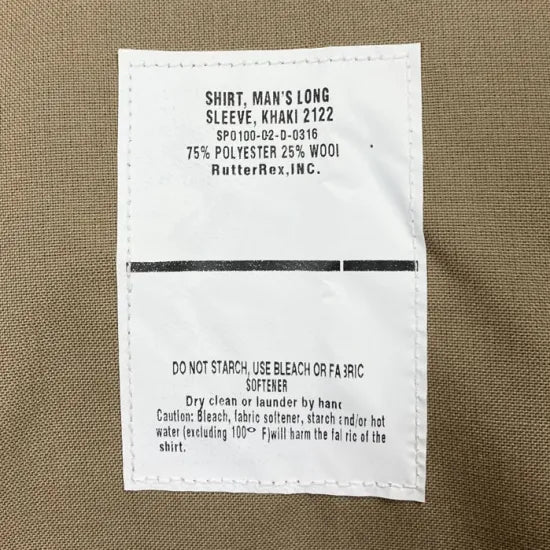 SHIRT, MAN'S LONG
SLEEVE, KHAKI 2122
SPO100-02-D-0316
75% POLYESTER 25% WOOl
RutterRex,INC.
DO NOT STARCH, USE BLEACH OR FABRIC
SOFTENER
Dry clean or launder by hand
Caution: Bleach, fabric softener, starch and/or hot
water (excluding 100° F)will harm the fabric of the
shirt.